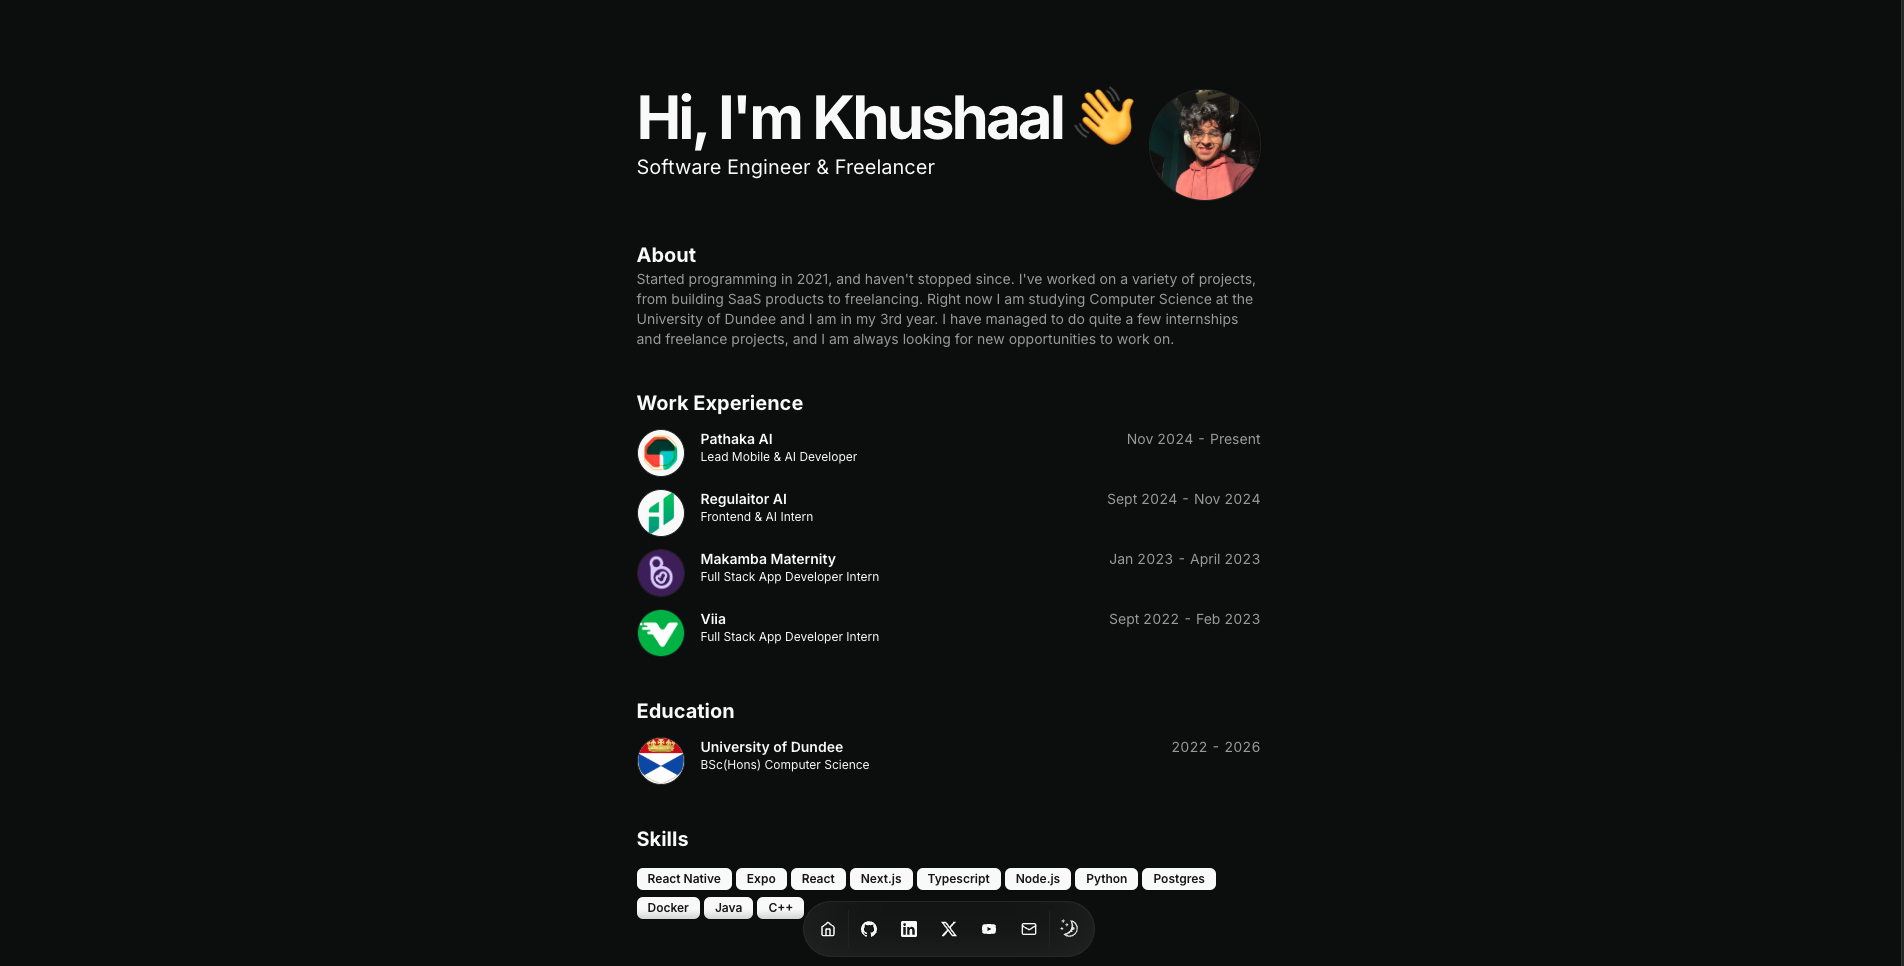 Hi, I'm Khushaal 👋
Software Engineer & Freelancer
About
Started programming in 2021, and haven't stopped since. I've worked on a variety of projects,
from building SaaS products to freelancing. Right now I am studying Computer Science at the
University of Dundee and I am in my 3rd year. I have managed to do quite a few internships
and freelance projects, and I am always looking for new opportunities to work on.
Work Experience
Pathaka AI Nov 2024 - Present
Lead Mobile & AI Developer
Regulaitor AI Sept 2024 - Nov 2024
Frontend & AI Intern
Makamba Maternity Jan 2023 - April 2023
Full Stack App Developer Intern
Viia Sept 2022 - Feb 2023
Full Stack App Developer Intern
Education
University of Dundee 2022 - 2026
BSc(Hons) Computer Science
Skills
React Native Expo React Next.js Typescript Node.js Python Postgres
Docker Java C++